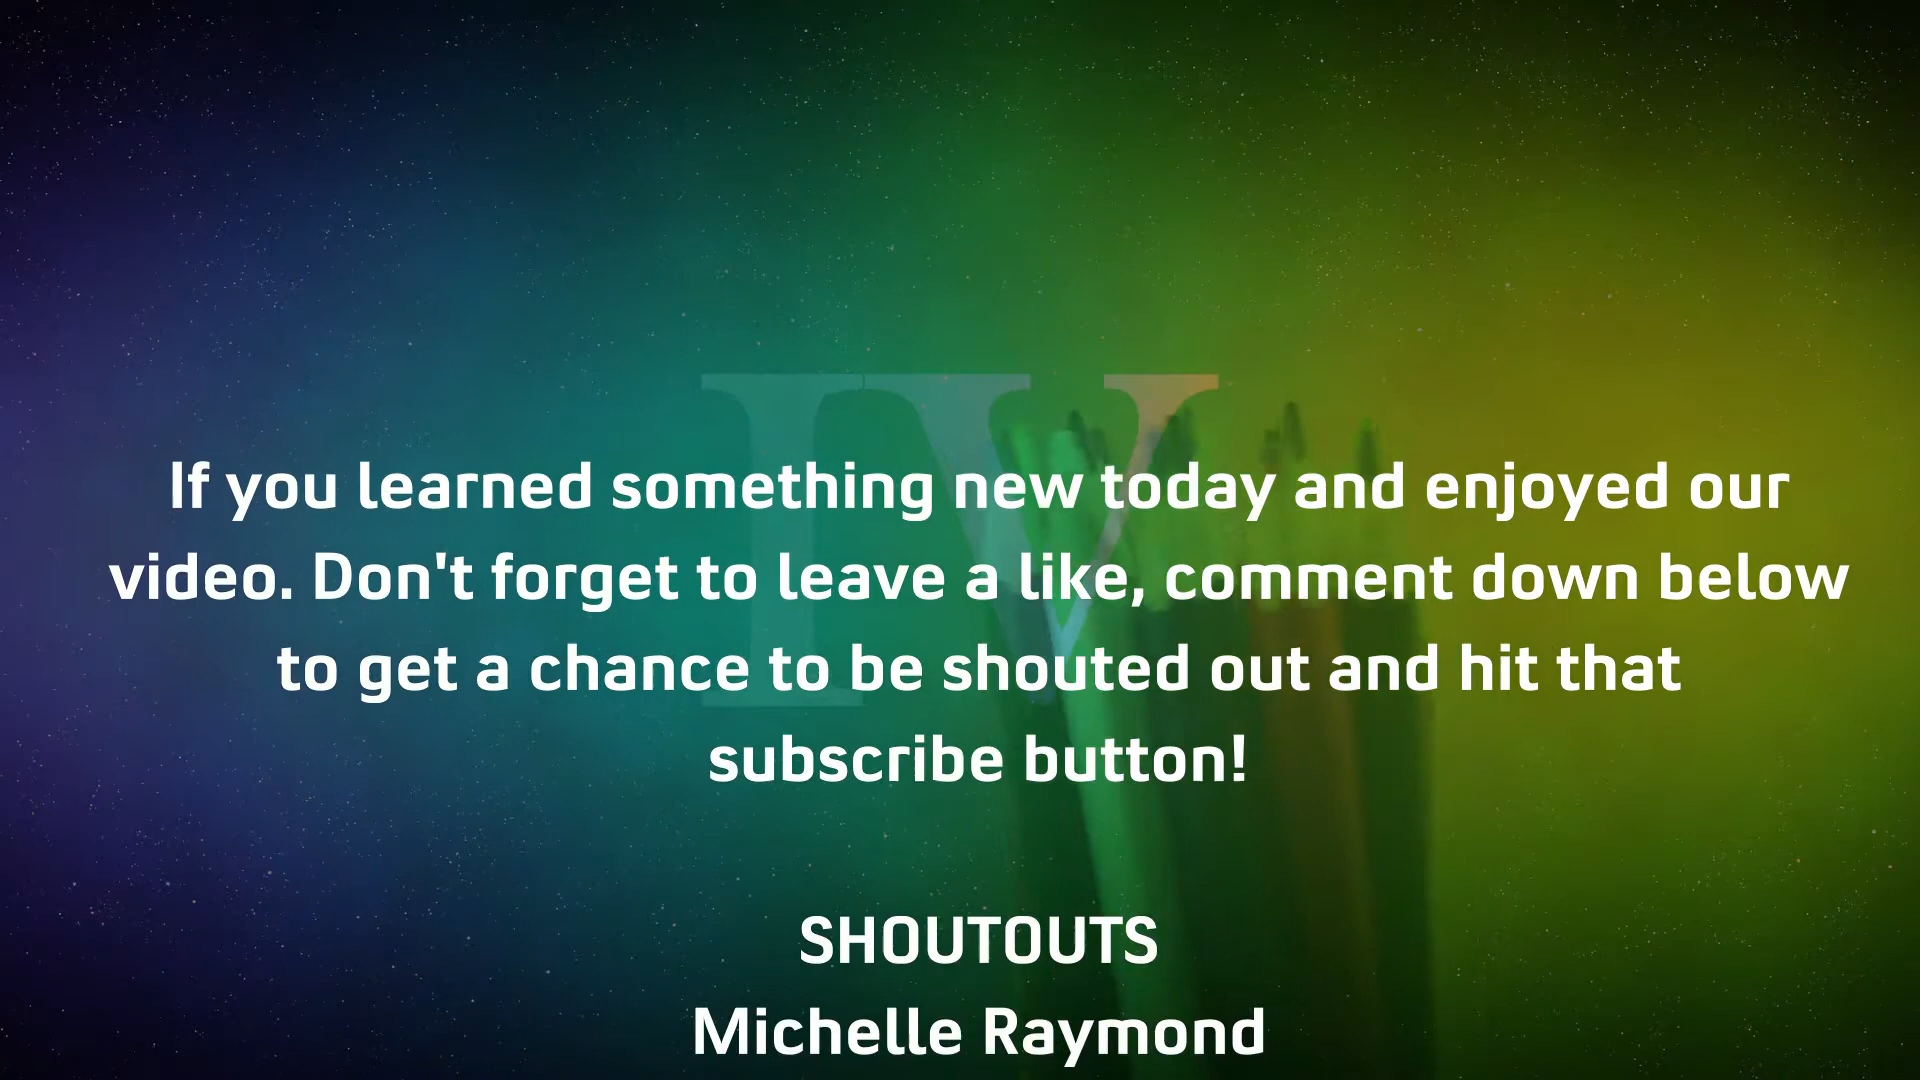 IV
If you learned something new today and enjoyed our
video. Don't forget to leave a like, comment down below
to get a chance to be shouted out and hit that
subscribe button!
SHOUTOUTS
Michelle Raymond